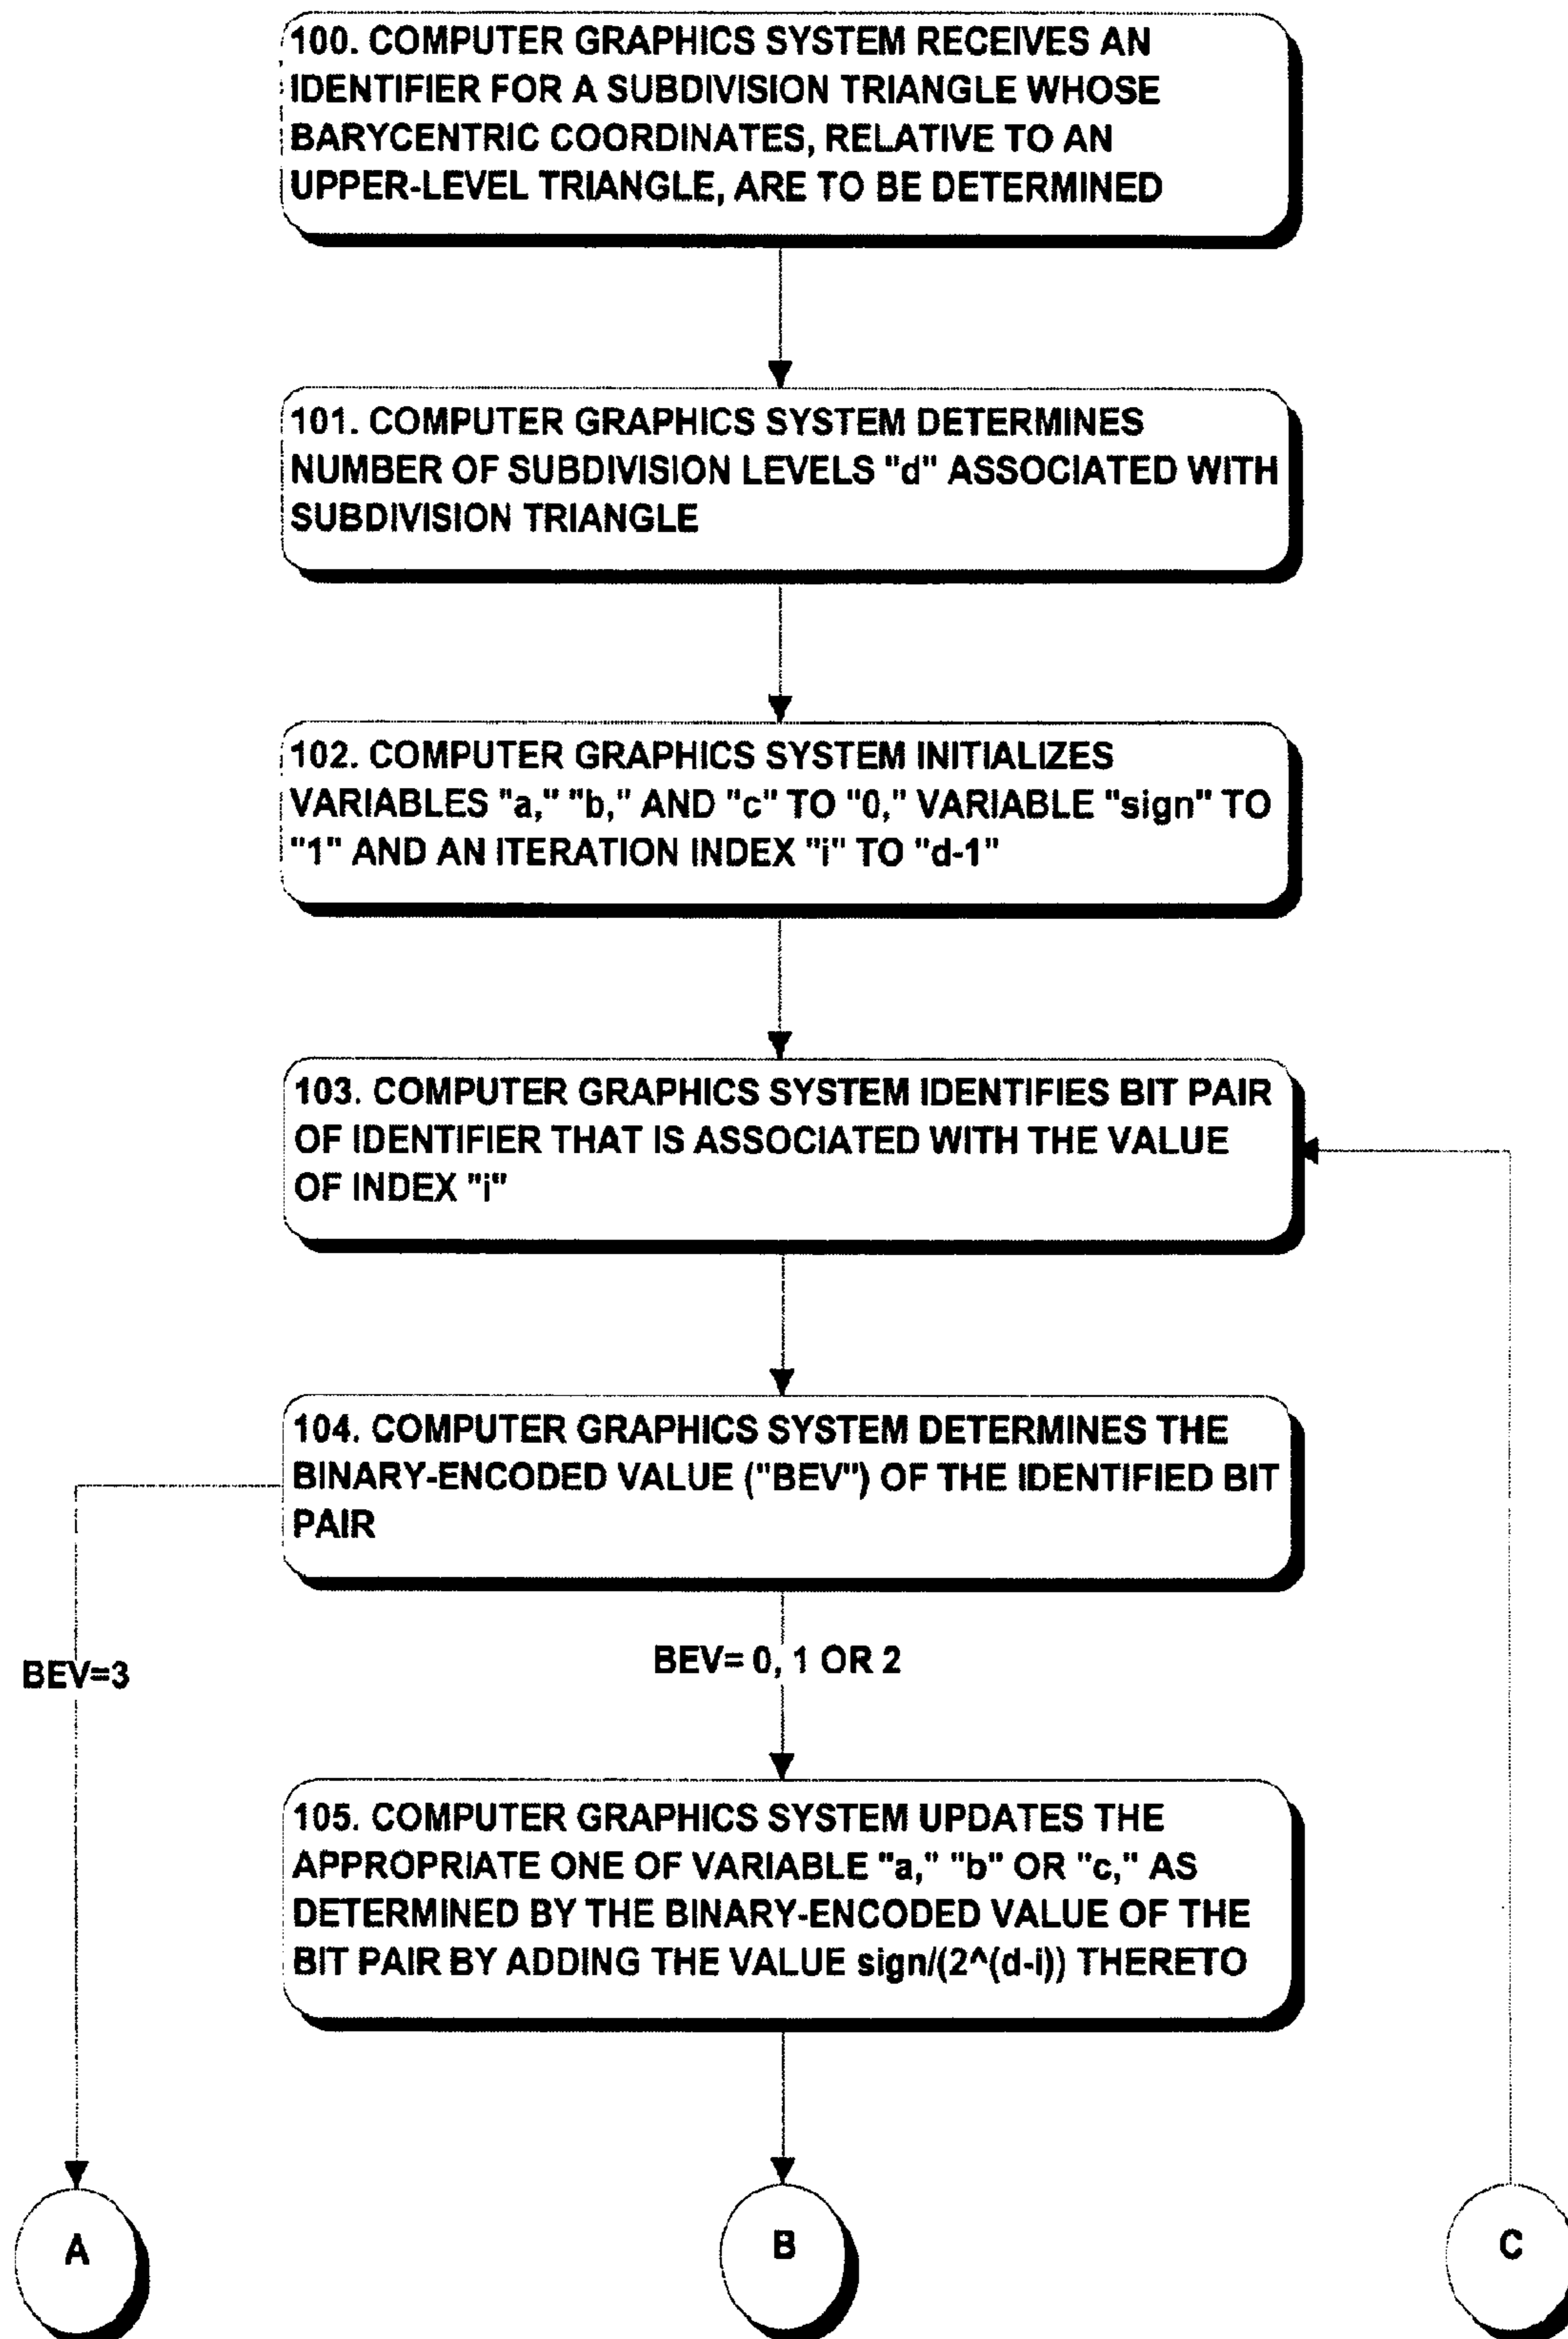 100. COMPUTER GRAPHICS SYSTEM RECEIVES AN
IDENTIFIER FOR A SUBDIVISION TRIANGLE WHOSE
BARYCENTRIC COORDINATES, RELATIVE TO AN
UPPER-LEVEL TRIANGLE, ARE TO BE DETERMINED
101. COMPUTER GRAPHICS SYSTEM DETERMINES
NUMBER OF SUBDIVISION LEVELS "d" ASSOCIATED WITH
SUBDIVISION TRIANGLE
102. COMPUTER GRAPHICS SYSTEM INITIALIZES
VARIABLES "a," "b," AND "c" TO "0," VARIABLE "sign" TO
"1" AND AN ITERATION INDEX "i" TO "d-1"
103. COMPUTER GRAPHICS SYSTEM IDENTIFIES BIT PAIR
OF IDENTIFIER THAT IS ASSOCIATED WITH THE VALUE
OF INDEX "i"
104. COMPUTER GRAPHICS SYSTEM DETERMINES THE
BINARY-ENCODED VALUE ("BEV") OF THE IDENTIFIED BIT
PAIR
BEV=3
BEV= 0, 1 OR 2
105. COMPUTER GRAPHICS SYSTEM UPDATES THE
APPROPRIATE ONE OF VARIABLE "a," "b" OR "c," AS
DETERMINED BY THE BINARY-ENCODED VALUE OF THE
BIT PAIR BY ADDING THE VALUE sign/(2^(d-i)) THERETO
A
B
C